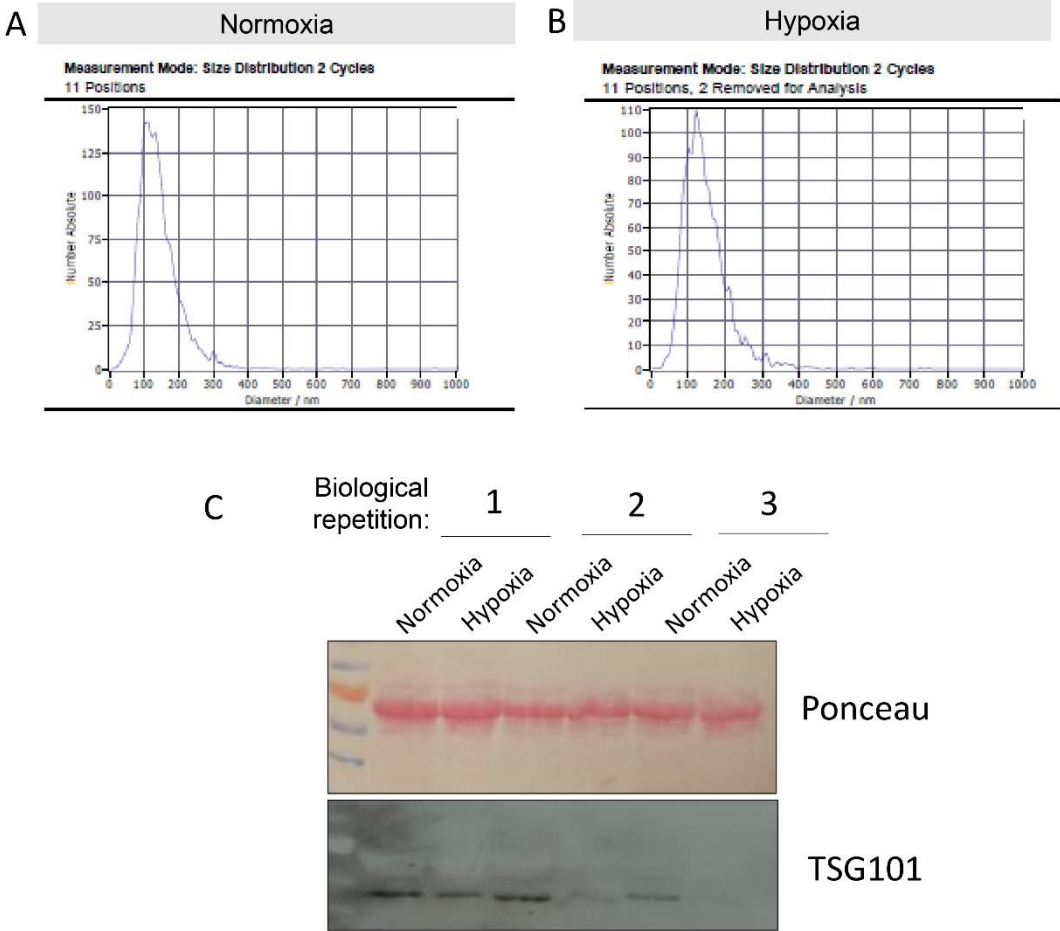 A
Normoxia
Measurement Mode: Size Distribution 2 Cycles
11 Positions
150
125
100
75
50
25
0
Number Absolute
0 100 200 300 400 500 600 700 800 900 1000
Diameter / nm
B
Hypoxia
Measurement Mode: Size Distribution 2 Cycles
11 Positions, 2 Removed for Analysis
110
100
90
80
70
60
50
40
30
20
10
0
Number Absolute
0 100 200 300 400 500 600 700 800 900 1000
Diameter / nm
C
Biological
repetition:
1 2 3
Normoxia Hypoxia Normoxia Hypoxia Normoxia Hypoxia
Ponceau
TSG101